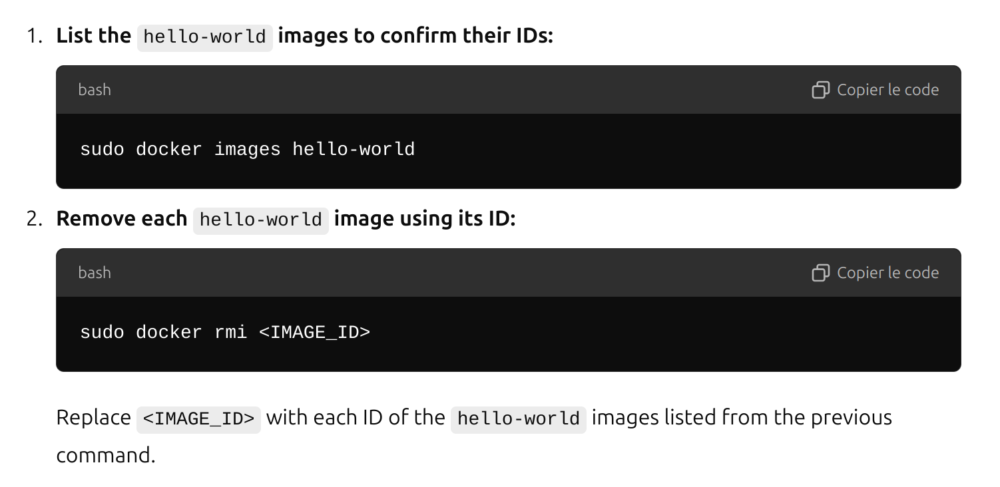 1. List the hello-world images to confirm their IDs:
bash Copier le code
sudo docker images hello-world
2. Remove each hello-world image using its ID:
bash Copier le code
sudo docker rmi <IMAGE_ID>
Replace <IMAGE_ID> with each ID of the hello-world images listed from the previous
command.